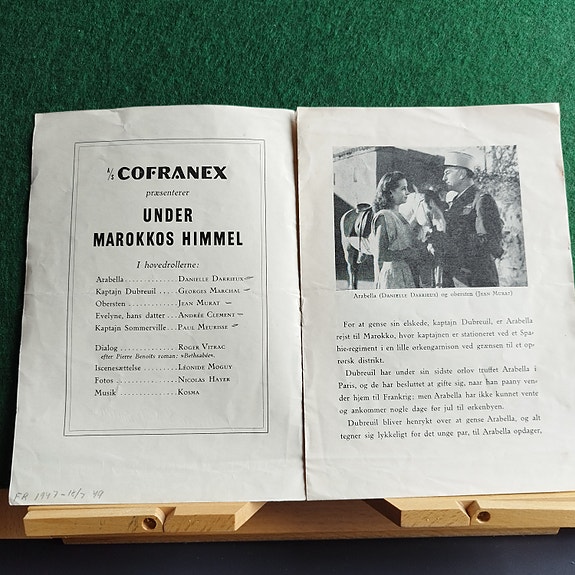 A/S COFRANEX
præsenterer
UNDER
MAROKKOS HIMMEL
I hovedrollerne:
Arabella.............. DANIELLE DARRIEUX
Kaptajn Dubreuil ..... GEORGES MARCHAL
Obersten ............. JEAN MURAT
Evelyne, hans datter .. ANDRÉE CLEMENT
Kaptajn Sommerville... PAUL MEURISSE
Dialog ............... ROGER VITRAC
efter Pierre Benoits roman: »Bethsabée«
Iscenesættelse ....... LÉONIDE MOGUY
Fotos ................ NICOLAS HAYER
Musik ................ KOSMA
FA 1947 - 15/7 49
Arabella (DANIELLE DARRIEUX) og obersten (JEAN MURAT)
For at gense sin elskede, kaptajn Dubreuil, er Arabella
rejst til Marokko, hvor kaptajnen er stationeret ved et Spa-
hie-regiment i en lille ørkengarnison ved grænsen til et op-
rørsk distrikt.
Dubreuil har under sin sidste orlov truffet Arabella i
Paris, og de har besluttet at gifte sig, naar han paany ven-
der hjem til Frankrig; men Arabella har ikke kunnet vente
og ankommer nogle dage før jul til ørkenbyen.
Dubreuil bliver henrykt over at gense Arabella, og alt
tegner sig lykkeligt for det unge par, til Arabella opdager,